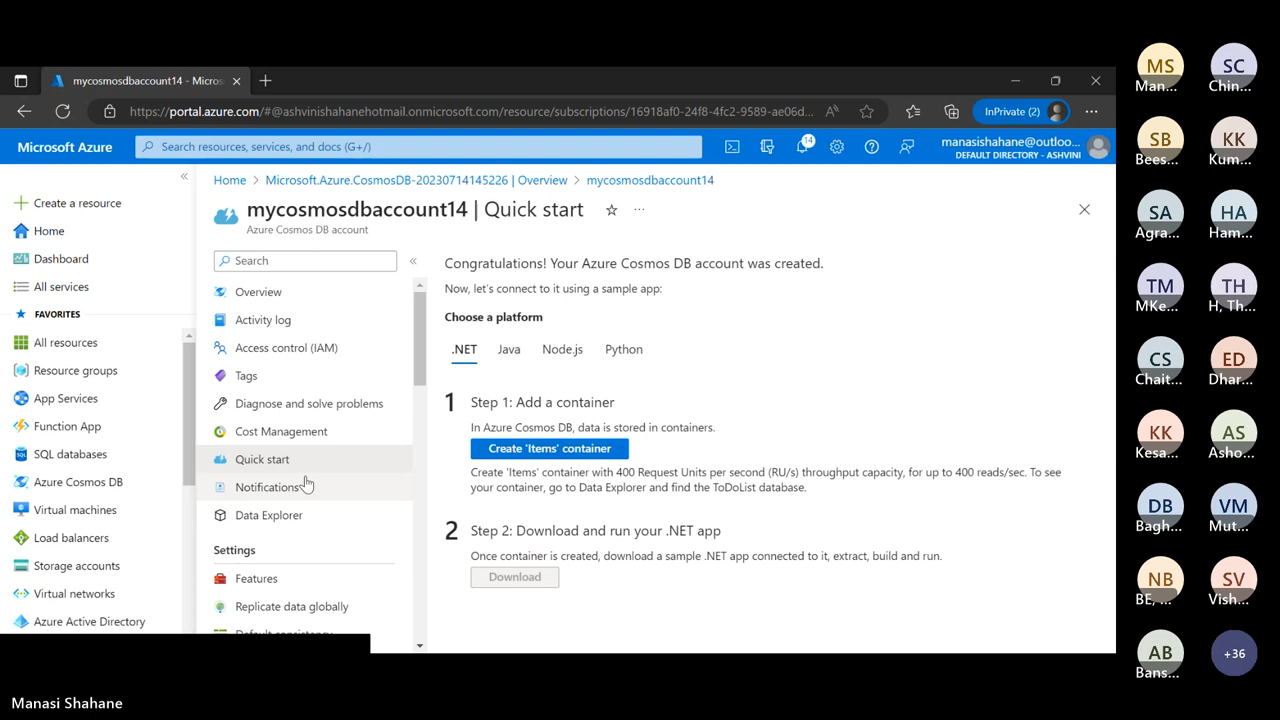 mycosmosdbaccount14 - Micros
https://portal.azure.com/#@ashvinishahanehotmail.onmicrosoft.com/resource/subscriptions/16918af0-24f8-4fc2-9589-ae06d...
InPrivate (2)
Microsoft Azure
Search resources, services, and docs (G+/)
14
manasishahane@outloo...
DEFAULT DIRECTORY - ASHVINI
Create a resource
Home
Dashboard
All services
FAVORITES
All resources
Resource groups
App Services
Function App
SQL databases
Azure Cosmos DB
Virtual machines
Load balancers
Storage accounts
Virtual networks
Azure Active Directory
Home > Microsoft.Azure.CosmosDB-20230714145226 | Overview > mycosmosdbaccount14
mycosmosdbaccount14 | Quick start
Azure Cosmos DB account
Search
Overview
Activity log
Access control (IAM)
Tags
Diagnose and solve problems
Cost Management
Quick start
Notifications
Data Explorer
Settings
Features
Replicate data globally
Default consistency
Congratulations! Your Azure Cosmos DB account was created.
Now, let's connect to it using a sample app:
Choose a platform
.NET Java Node.js Python
1 Step 1: Add a container
In Azure Cosmos DB, data is stored in containers.
Create 'Items' container
Create 'Items' container with 400 Request Units per second (RU/s) throughput capacity, for up to 400 reads/sec. To see
your container, go to Data Explorer and find the ToDoList database.
2 Step 2: Download and run your .NET app
Once container is created, download a sample .NET app connected to it, extract, build and run.
Download
MS SC
Man... Chin...
SB KK
Bees... Kum...
SA HA
Agra... Ham...
TM TH
MKe... H, Th...
CS ED
Chait... Dhar...
KK AS
Kesa... Asho...
DB VM
Bagh... Mut...
NB SV
BE, ... Vish...
AB +36
Bans...
Manasi Shahane